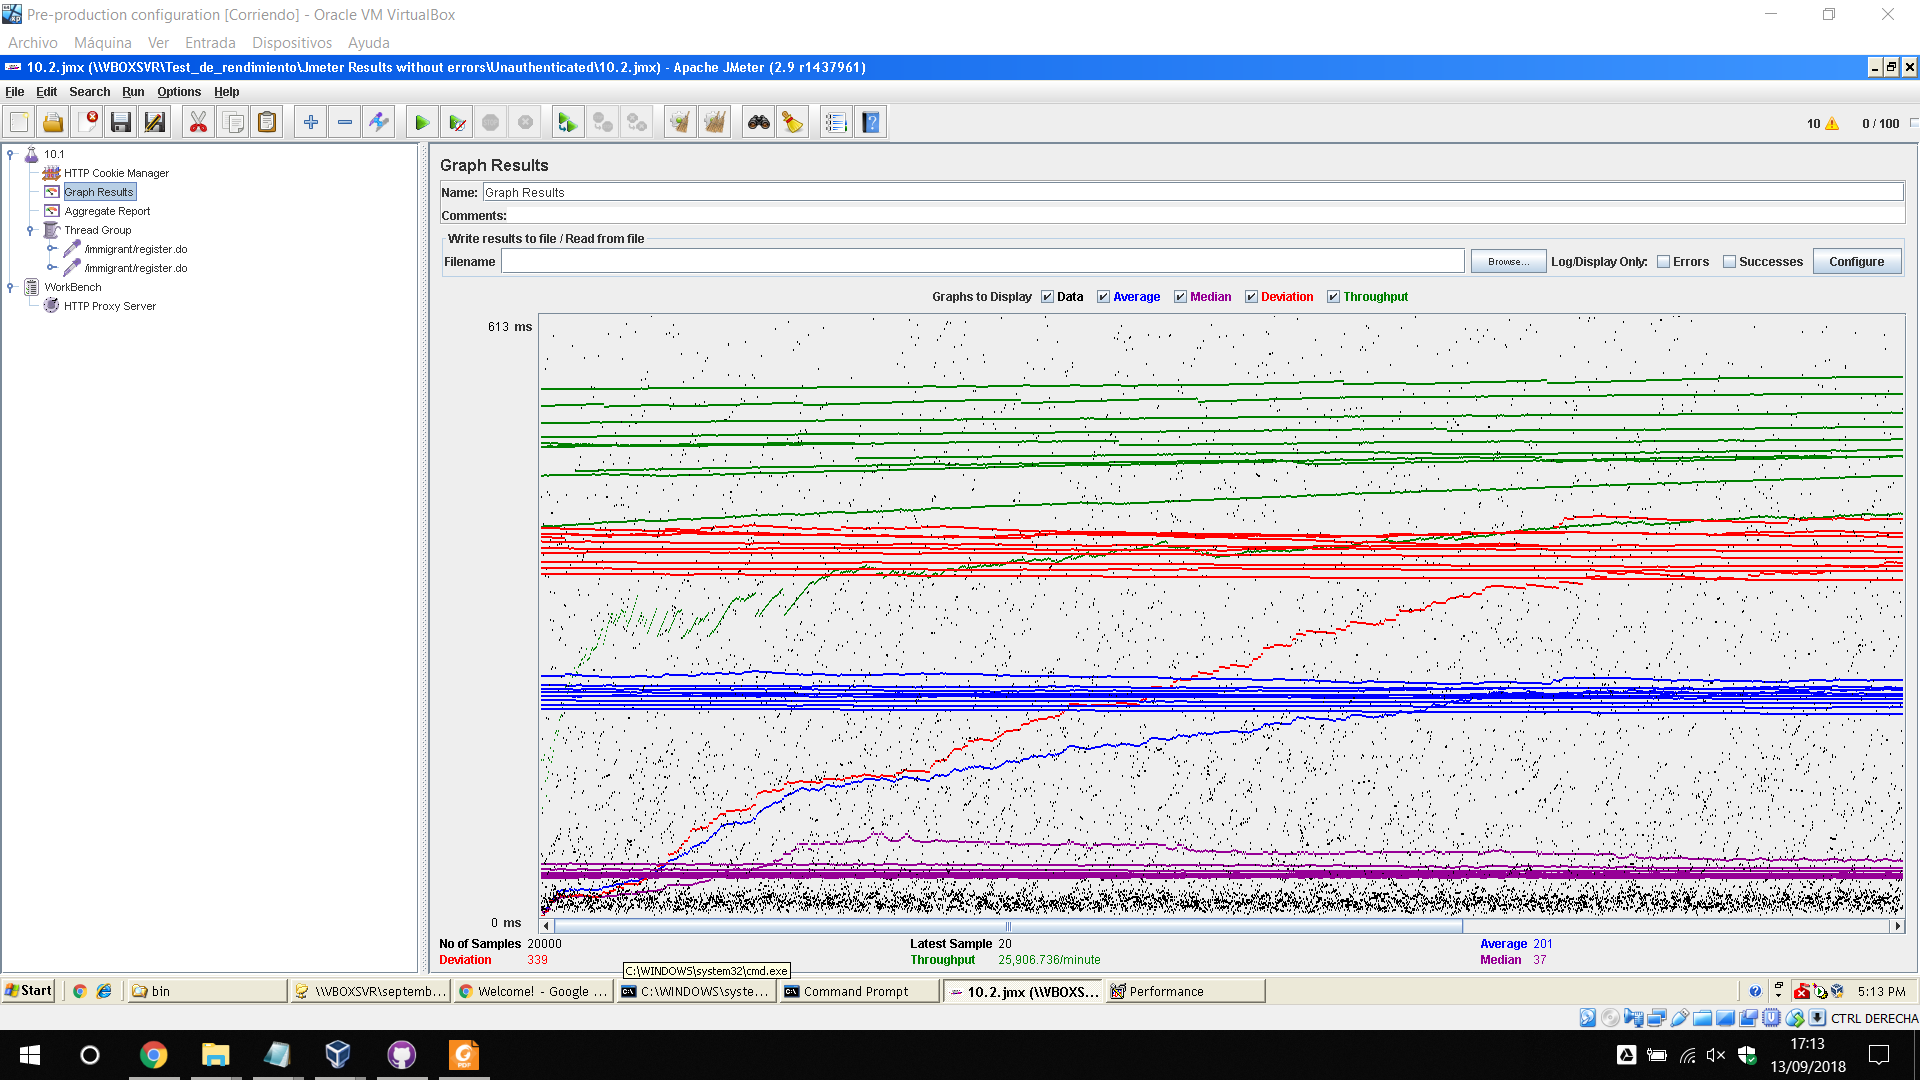 Pre-production configuration [Corriendo] - Oracle VM VirtualBox
Archivo Máquina Ver Entrada Dispositivos Ayuda
10.2.jmx (\\VBOXSVR\Test_de_rendimiento\Jmeter Results without errors\Unauthenticated\10.2.jmx) - Apache JMeter (2.9 r1437961)
File Edit Search Run Options Help
10 0 / 100
10.1
HTTP Cookie Manager
Graph Results
Aggregate Report
Thread Group
/immigrant/register.do
/immigrant/register.do
WorkBench
HTTP Proxy Server
Graph Results
Name: Graph Results
Comments:
Write results to file / Read from file
Filename Browse... Log/Display Only: Errors Successes Configure
Graphs to Display Data Average Median Deviation Throughput
613 ms
0 ms
No of Samples 20000 Latest Sample 20 Average 201
Deviation 339 Throughput 25,906.736/minute Median 37
C:\WINDOWS\system32\cmd.exe
Start bin \\VBOXSVR\septemb... Welcome! - Google ... C:\WINDOWS\syste... Command Prompt 10.2.jmx (\\VBOXS... Performance 5:13 PM
CTRL DERECHA
17:13
13/09/2018